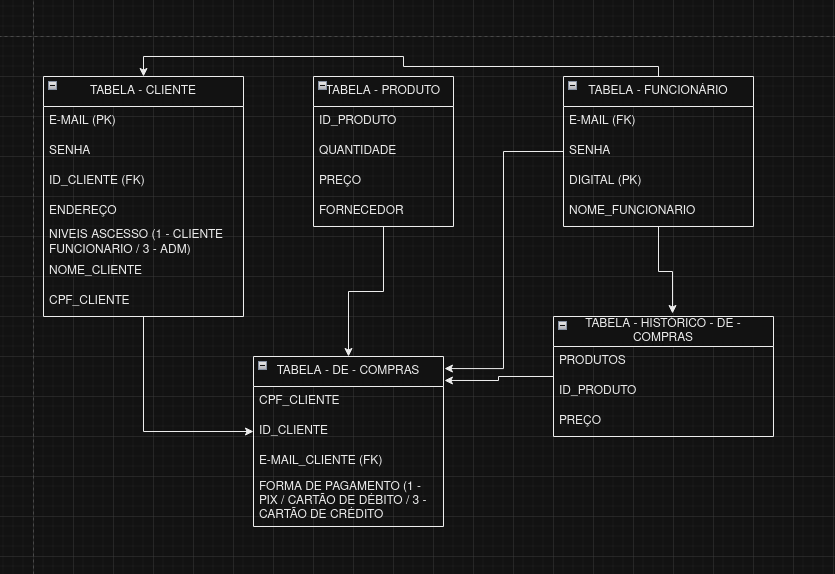 TABELA - CLIENTE
E-MAIL (PK)
SENHA
ID_CLIENTE (FK)
ENDEREÇO
NIVEIS ASCESSO (1 - CLIENTE
FUNCIONARIO / 3 - ADM)
NOME_CLIENTE
CPF_CLIENTE
TABELA - PRODUTO
ID_PRODUTO
QUANTIDADE
PREÇO
FORNECEDOR
TABELA - FUNCIONÁRIO
E-MAIL (FK)
SENHA
DIGITAL (PK)
NOME_FUNCIONARIO
TABELA - DE - COMPRAS
CPF_CLIENTE
ID_CLIENTE
E-MAIL_CLIENTE (FK)
FORMA DE PAGAMENTO (1 -
PIX / CARTÃO DE DÉBITO / 3 -
CARTÃO DE CRÉDITO
TABELA - HISTÓRICO - DE -
COMPRAS
PRODUTOS
ID_PRODUTO
PREÇO